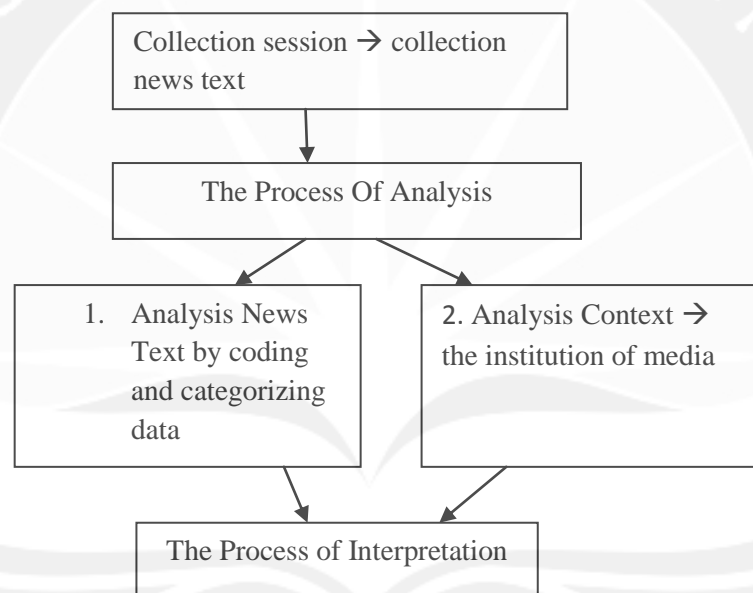 Collection session → collection
news text
The Process Of Analysis
1. Analysis News
Text by coding
and categorizing
data
2. Analysis Context →
the institution of media
The Process of Interpretation